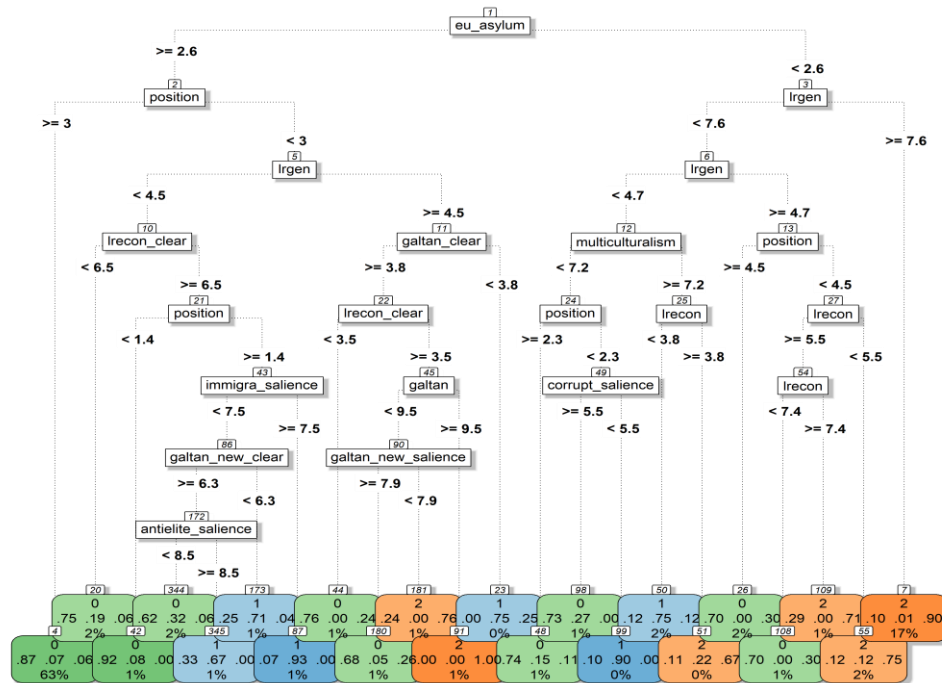 1
eu_asylum
>= 2.6
< 2.6
2 3
position lrgen
>= 3
< 3
< 7.6
>= 7.6
5 6
lrgen lrgen
< 4.5
>= 4.5
< 4.7
>= 4.7
10 11 12 13
lrecon_clear galtan_clear multiculturalism position
< 6.5
>= 6.5
>= 3.8
< 3.8
< 7.2
>= 7.2
>= 4.5
< 4.5
21 22 24 25 27
position lrecon_clear position lrecon lrecon
< 1.4
>= 1.4
< 3.5
>= 3.5
>= 2.3
< 2.3
< 3.8
>= 3.8
>= 5.5
< 5.5
43 45 49 54
immigra_salience galtan corrupt_salience lrecon
< 7.5
>= 7.5
< 9.5
>= 9.5
>= 5.5
< 5.5
< 7.4
>= 7.4
86 90
galtan_new_clear galtan_new_salience
>= 6.3
< 6.3
>= 7.9
< 7.9
172
antielite_salience
< 8.5
>= 8.5
20 344 173 44 181 23 98 50 26 109 7
0 0 1 0 2 1 0 1 0 2 2
.75 .19 .06 .62 .32 .06 .25 .71 .04 .76 .00 .24 .24 .00 .76 .00 .75 .25 .73 .27 .00 .12 .75 .12 .70 .00 .30 .29 .00 .71 .10 .01 .90
2% 2% 1% 1% 1% 0% 1% 2% 1% 1% 17%
4 42 345 87 180 91 48 99 51 108 55
0 0 1 1 0 2 0 1 2 0 2
.87 .07 .06 .92 .08 .00 .33 .67 .00 .07 .93 .00 .68 .05 .26 .00 .00 1.00 .74 .15 .11 .10 .90 .00 .11 .22 .67 .70 .00 .30 .12 .12 .75
63% 1% 1% 1% 1% 1% 1% 0% 0% 1% 2%